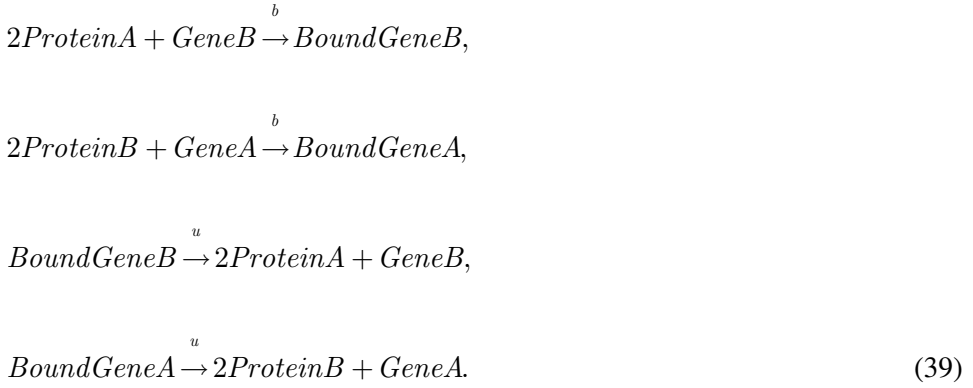 2ProteinA + GeneB →^b BoundGeneB,
2ProteinB + GeneA →^b BoundGeneA,
BoundGeneB →^u 2ProteinA + GeneB,
BoundGeneA →^u 2ProteinB + GeneA. (39)